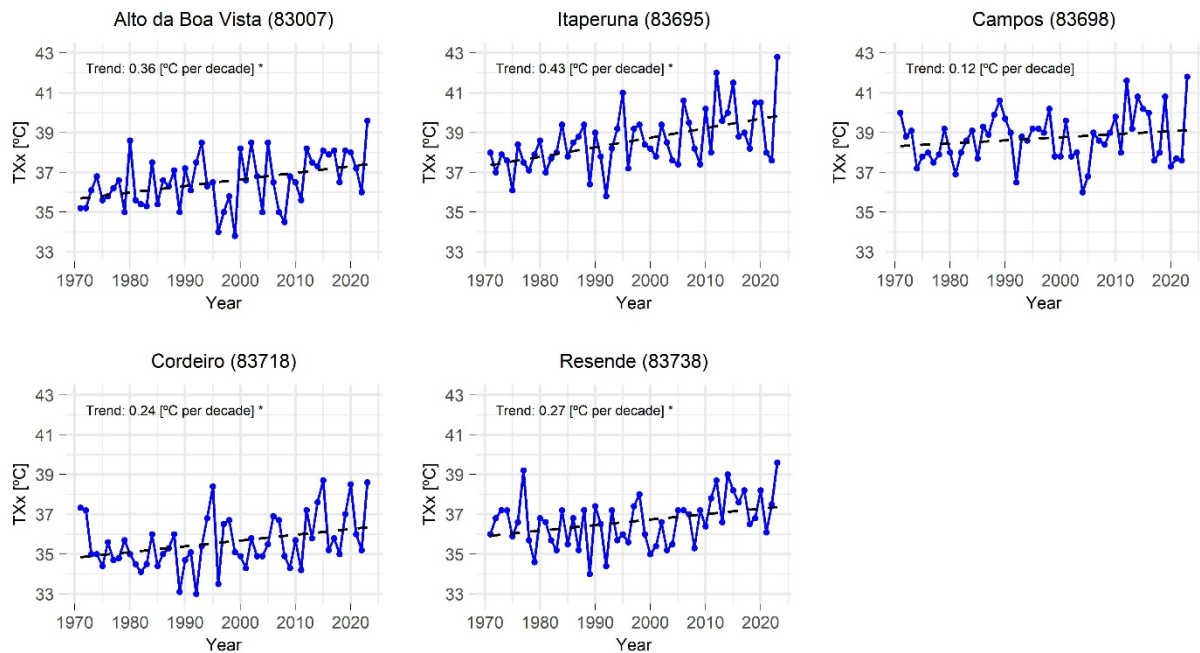 Alto da Boa Vista (83007)
Trend: 0.36 [ºC per decade] *
TXx [ºC]
43
41
39
37
35
33
1970 1980 1990 2000 2010 2020
Year
Itaperuna (83695)
Trend: 0.43 [ºC per decade] *
TXx [ºC]
43
41
39
37
35
33
1970 1980 1990 2000 2010 2020
Year
Campos (83698)
Trend: 0.12 [ºC per decade]
TXx [ºC]
43
41
39
37
35
33
1970 1980 1990 2000 2010 2020
Year
Cordeiro (83718)
Trend: 0.24 [ºC per decade] *
TXx [ºC]
43
41
39
37
35
33
1970 1980 1990 2000 2010 2020
Year
Resende (83738)
Trend: 0.27 [ºC per decade] *
TXx [ºC]
43
41
39
37
35
33
1970 1980 1990 2000 2010 2020
Year